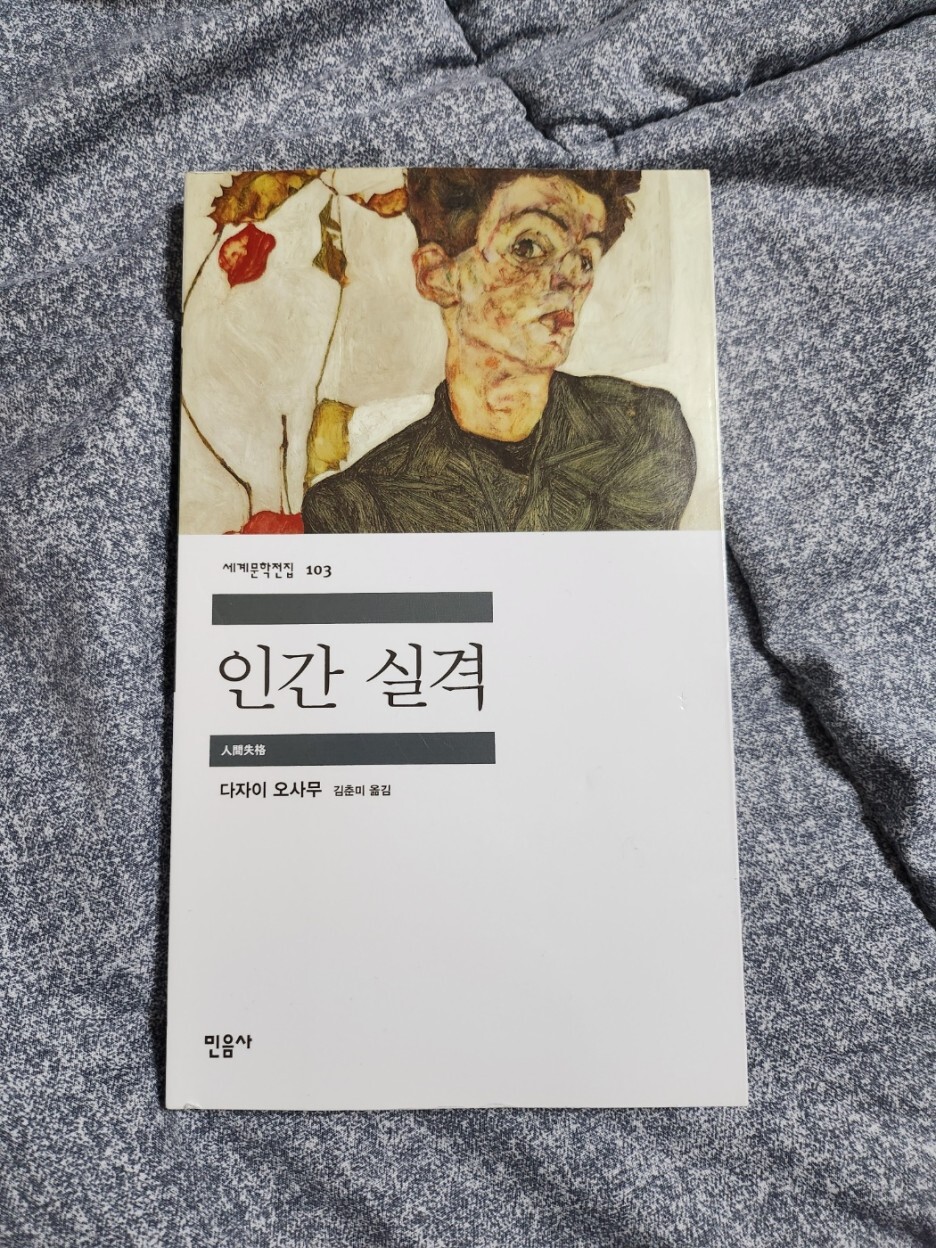 세계문학전집 103
인간 실격
人間失格
다자이 오사무 김춘미 옮김
민음사